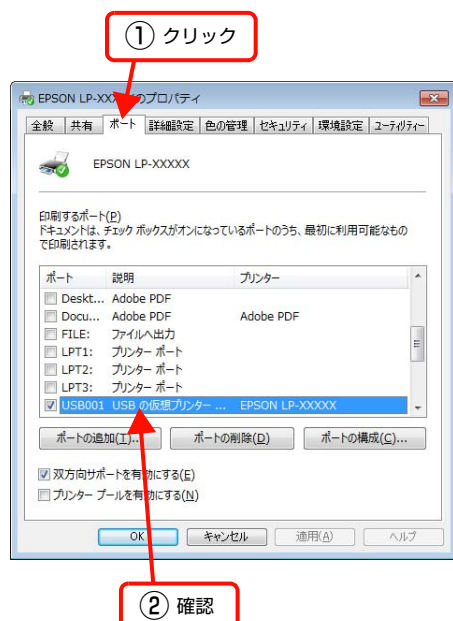 ① クリック
EPSON LP-XX のプロパティ
全般 共有 ポート 詳細設定 色の管理 セキュリティ 環境設定 ユーティリティー
EPSON LP-XXXXX
印刷するポート(P)
ドキュメントは、チェック ボックスがオンになっているポートのうち、最初に利用可能なもの
で印刷されます。
ポート 説明 プリンター
Deskt... Adobe PDF
Docu... Adobe PDF Adobe PDF
FILE: ファイルへ出力
LPT1: プリンター ポート
LPT2: プリンター ポート
LPT3: プリンター ポート
USB001 USB の仮想プリンター ... EPSON LP-XXXXX
ポートの追加(T)... ポートの削除(D) ポートの構成(C)...
双方向サポートを有効にする(E)
プリンター プールを有効にする(N)
OK キャンセル 適用(A) ヘルプ
② 確認